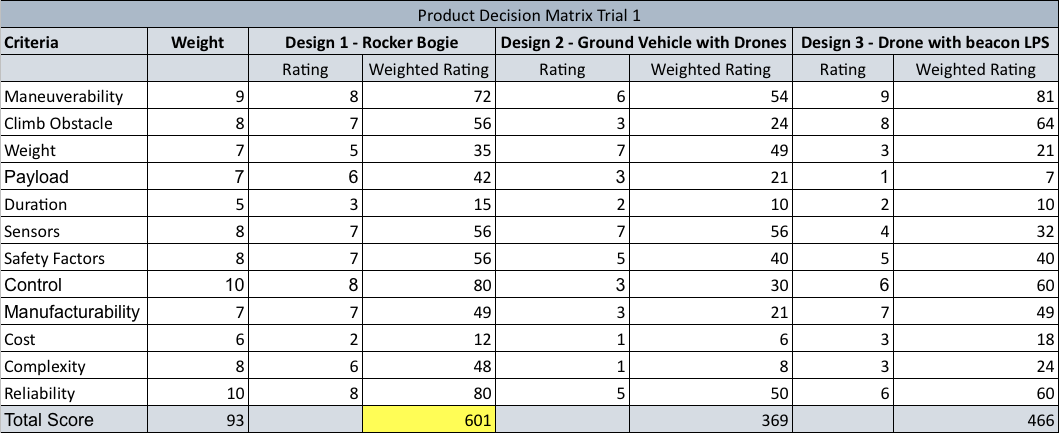 Product Decision Matrix Trial 1
Criteria Weight Design 1 - Rocker Bogie Design 2 - Ground Vehicle with Drones Design 3 - Drone with beacon LPS
Rating Weighted Rating Rating Weighted Rating Rating Weighted Rating
Maneuverability 9 8 72 6 54 9 81
Climb Obstacle 8 7 56 3 24 8 64
Weight 7 5 35 7 49 3 21
Payload 7 6 42 3 21 1 7
Duration 5 3 15 2 10 2 10
Sensors 8 7 56 7 56 4 32
Safety Factors 8 7 56 5 40 5 40
Control 10 8 80 3 30 6 60
Manufacturability 7 7 49 3 21 7 49
Cost 6 2 12 1 6 3 18
Complexity 8 6 48 1 8 3 24
Reliability 10 8 80 5 50 6 60
Total Score 93 601 369 466